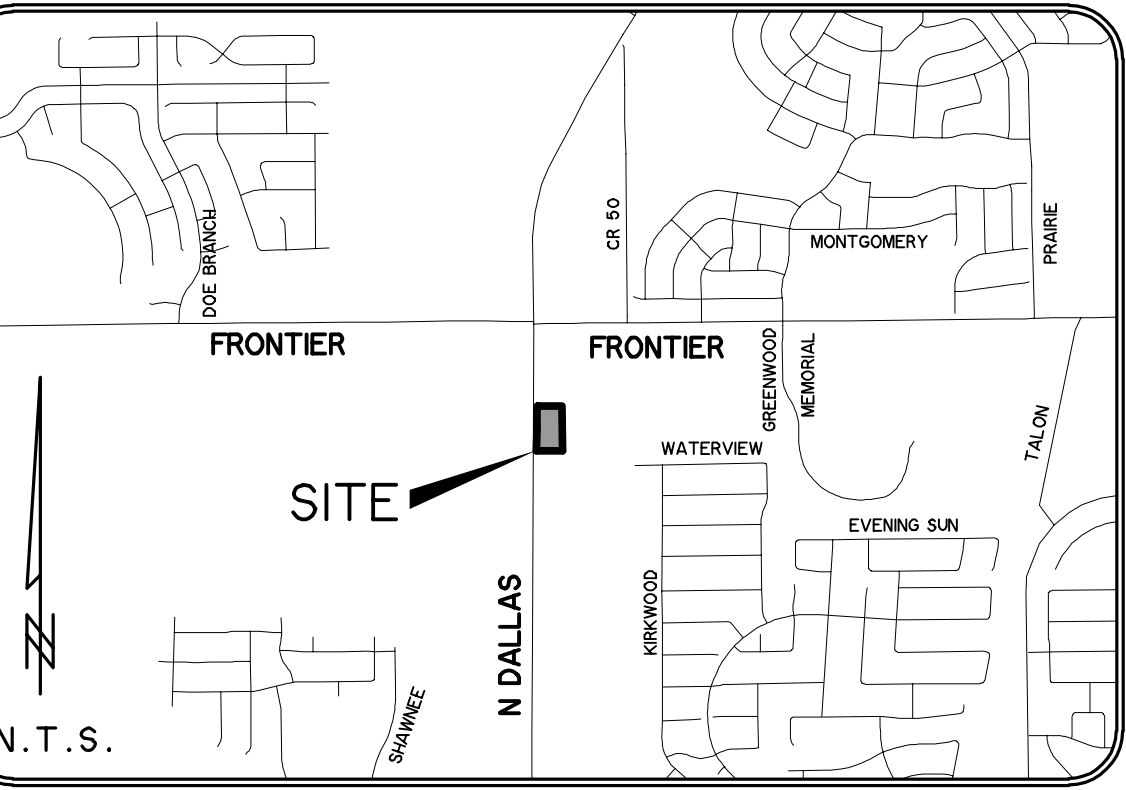 CR 50
MONTGOMERY
PRAIRIE
DOE BRANCH
FRONTIER
FRONTIER
GREENWOOD
MEMORIAL
TALON
WATERVIEW
SITE
EVENING SUN
KIRKWOOD
N DALLAS
SHAWNEE
N
N.T.S.